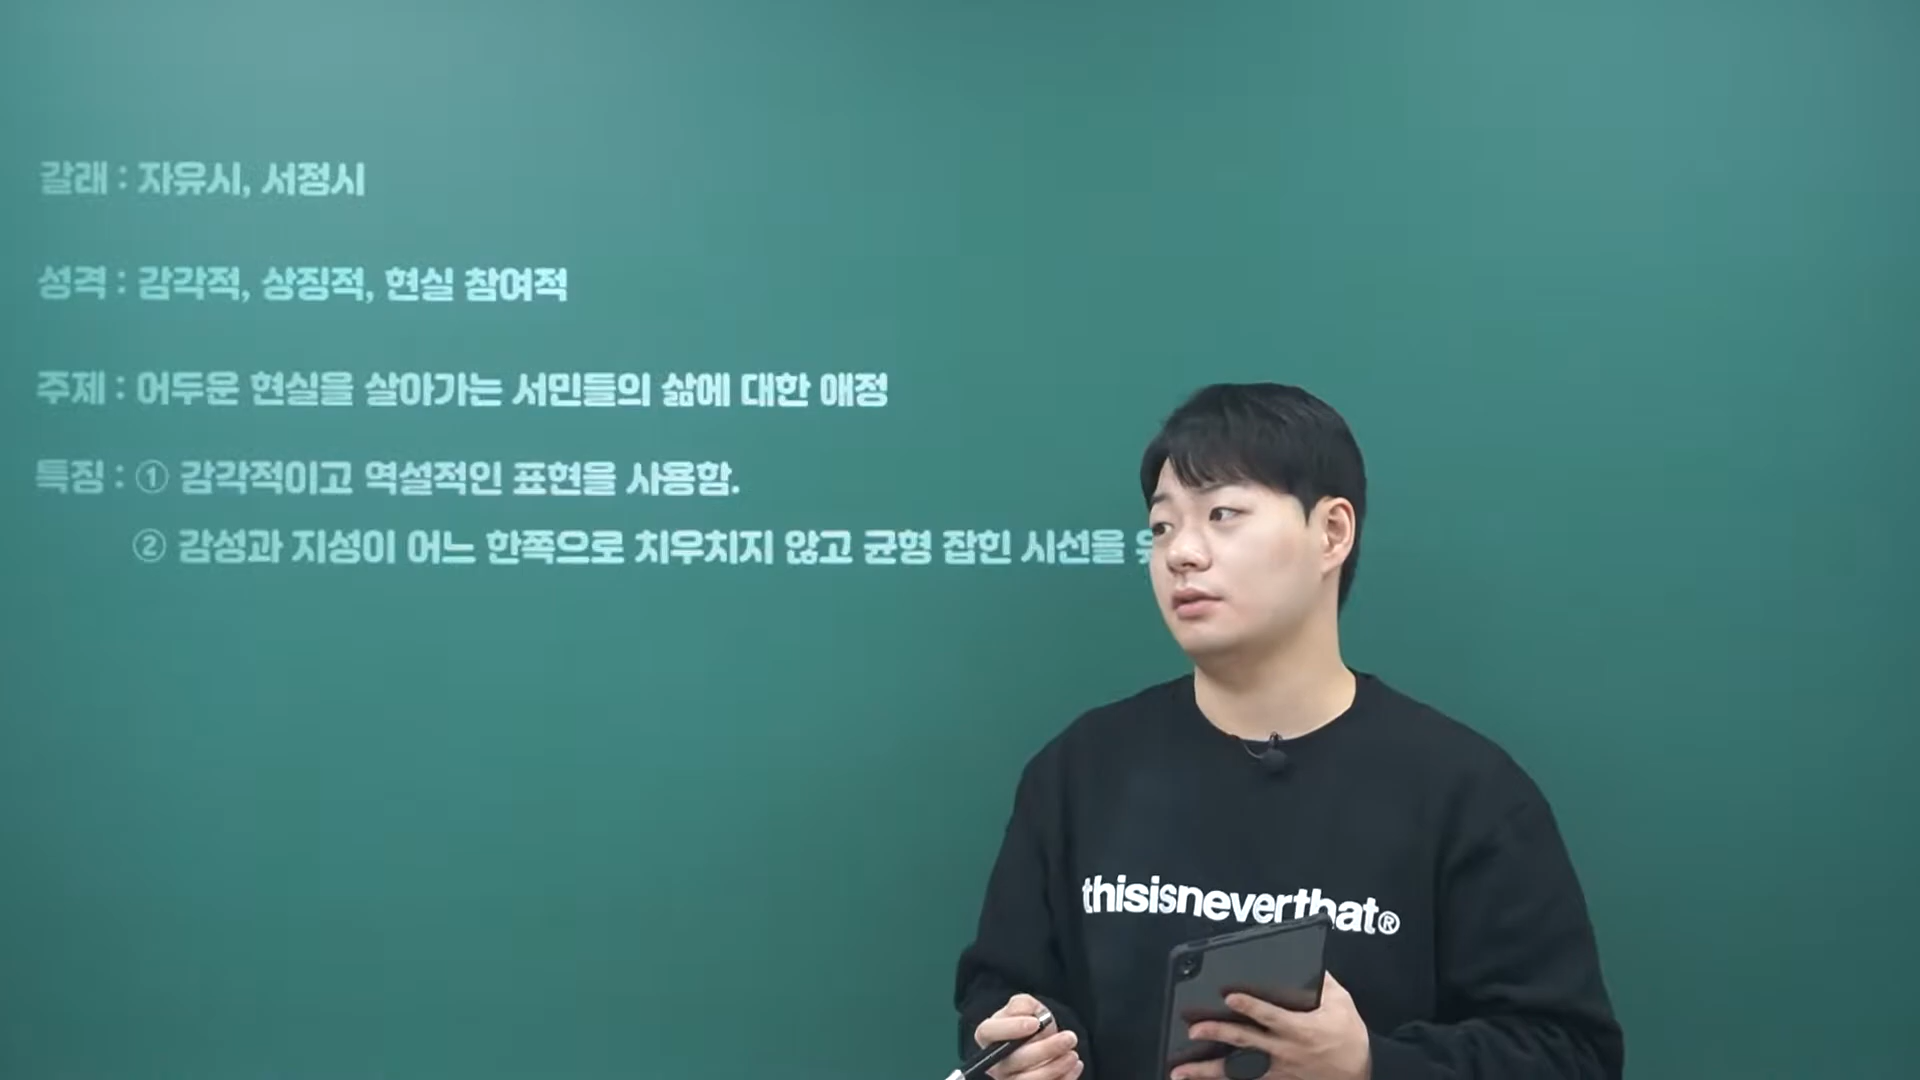 갈래 : 자유시, 서정시
성격 : 감각적, 상징적, 현실 참여적
주제 : 어두운 현실을 살아가는 서민들의 삶에 대한 애정
특징 : ① 감각적이고 역설적인 표현을 사용함.
② 감성과 지성이 어느 한쪽으로 치우치지 않고 균형 잡힌 시선을
thisisneverthat®